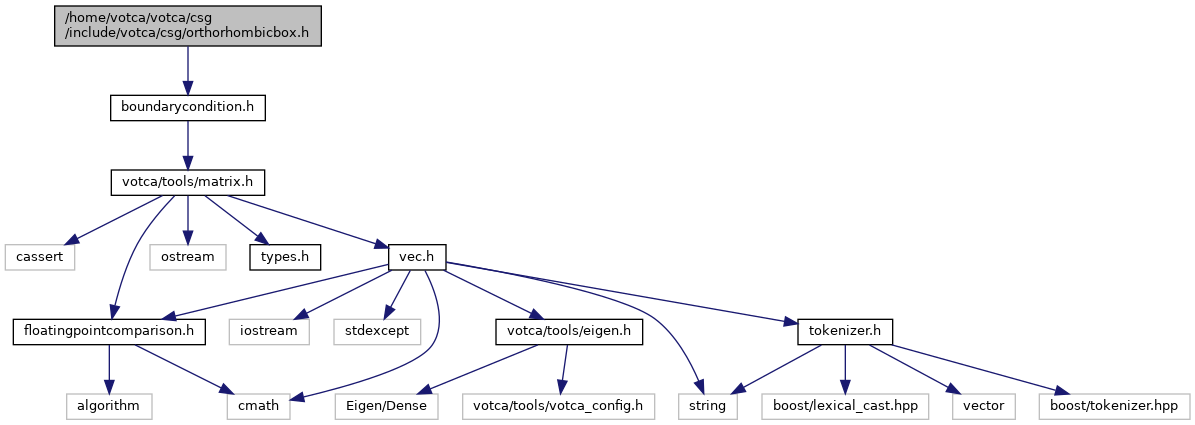 /home/votca/votca/csg
/include/votca/csg/orthorhombicbox.h
boundarycondition.h
votca/tools/matrix.h
cassert
ostream
types.h
vec.h
floatingpointcomparison.h
iostream
stdexcept
votca/tools/eigen.h
tokenizer.h
algorithm
cmath
Eigen/Dense
votca/tools/votca_config.h
string
boost/lexical_cast.hpp
vector
boost/tokenizer.hpp